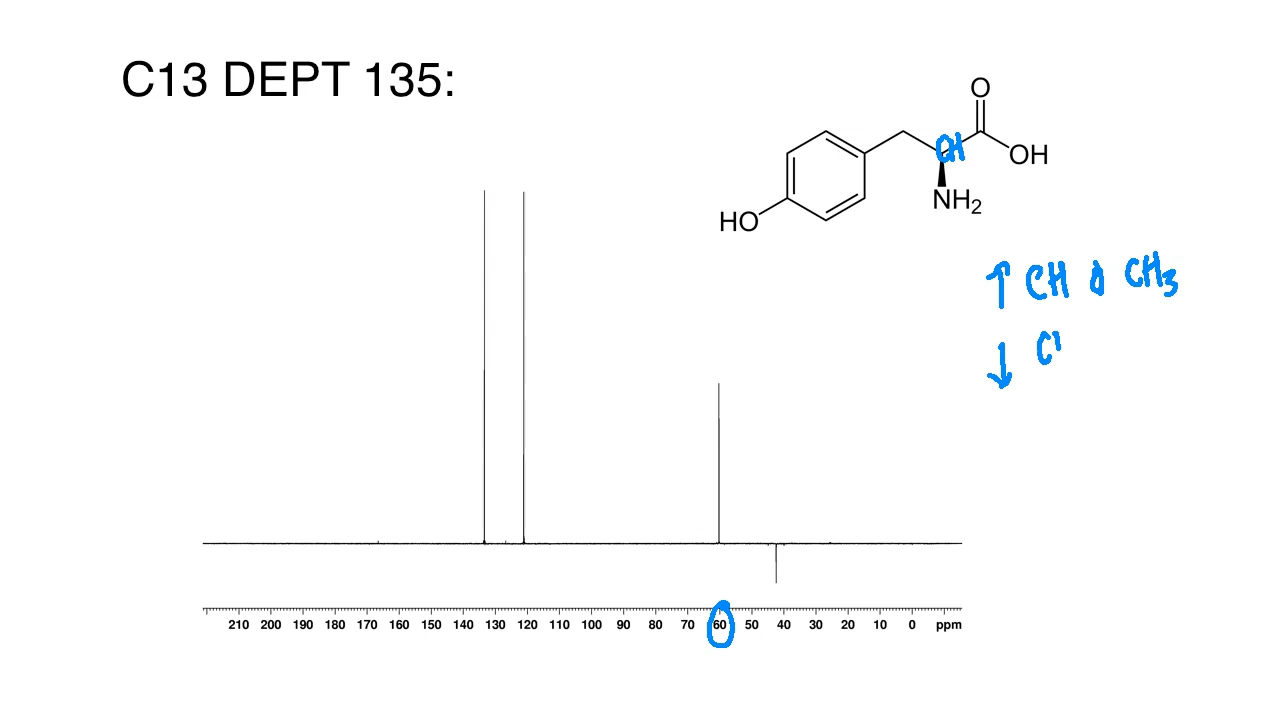 C13 DEPT 135:
O
CH
OH
NH2
HO
↑ CH o CH3
↓ C
210 200 190 180 170 160 150 140 130 120 110 100 90 80 70 60 50 40 30 20 10 0 ppm